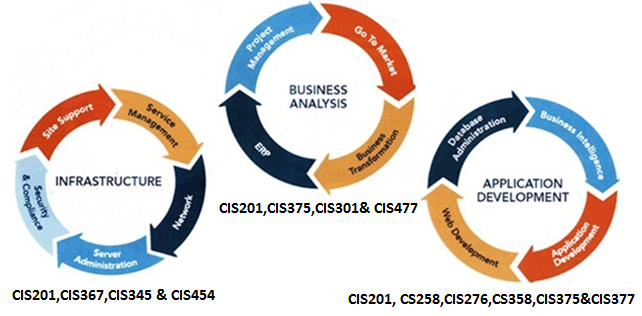 Project
Management
Go To Market
BUSINESS
ANALYSIS
ERP
Business
Transformation
CIS201,CIS375,CIS301& CIS477
Site Support
Service
Management
INFRASTRUCTURE
Security
& Compliance
Network
Server
Administration
CIS201,CIS367,CIS345 & CIS454
Database
Administration
Business Intelligence
APPLICATION
DEVELOPMENT
Web Development
Application
Development
CIS201, CS258,CIS276,CS358,CIS375&CIS377